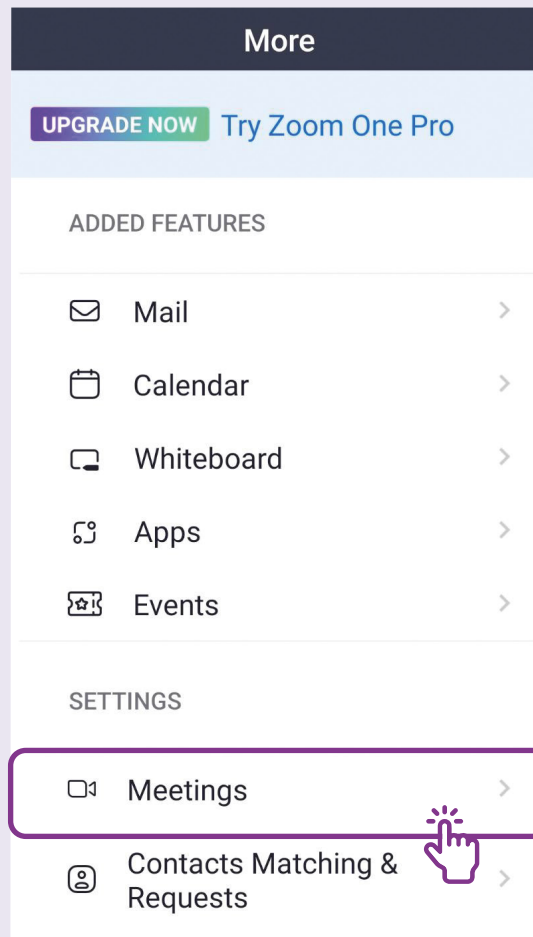 More
UPGRADE NOW Try Zoom One Pro
ADDED FEATURES
Mail
Calendar
Whiteboard
Apps
Events
SETTINGS
Meetings
Contacts Matching &
Requests